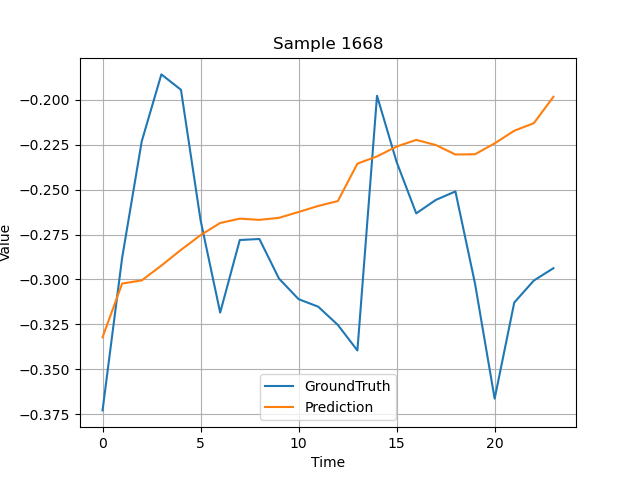 Sample 1668
−0.200
−0.225
−0.250
−0.275
−0.300
−0.325
−0.350
−0.375
Value
0 5 10 15 20
Time
GroundTruth
Prediction